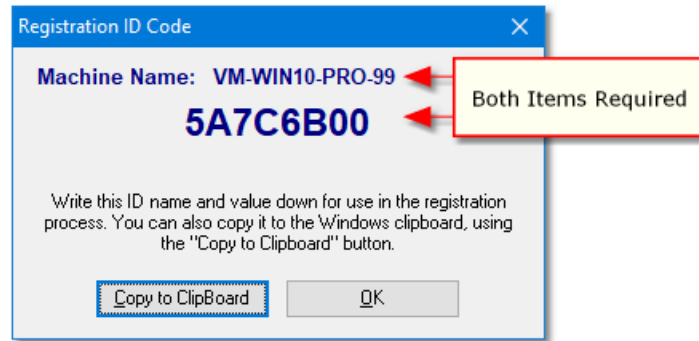 Registration ID Code
Machine Name: VM-WIN10-PRO-99
Both Items Required
5A7C6B00
Write this ID name and value down for use in the registration
process. You can also copy it to the Windows clipboard, using
the "Copy to Clipboard" button.
Copy to ClipBoard
OK